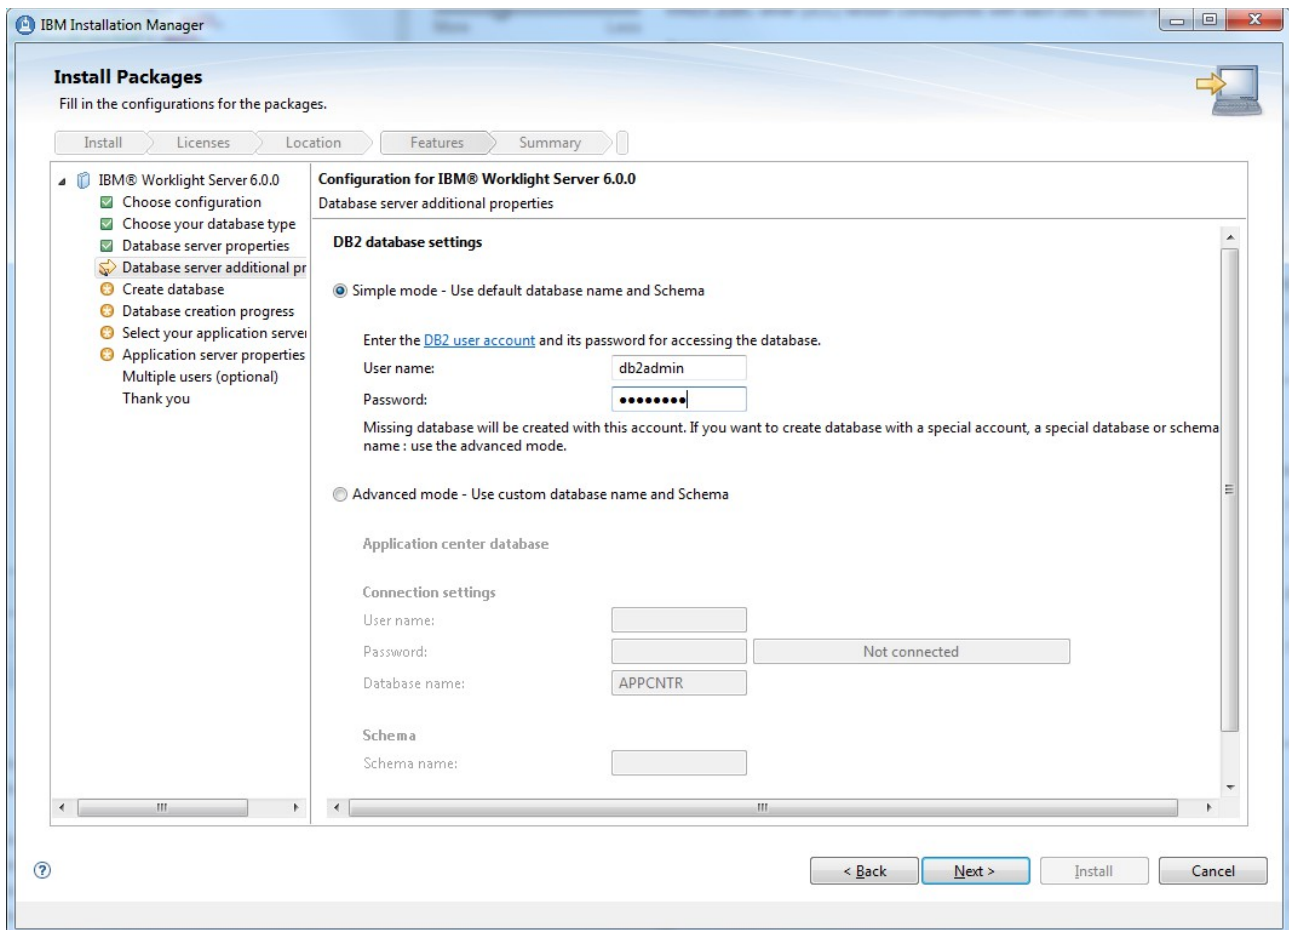 IBM Installation Manager
Install Packages
Fill in the configurations for the packages.
Install
Licenses
Location
Features
Summary
IBM® Worklight Server 6.0.0
Choose configuration
Choose your database type
Database server properties
Database server additional pr
Create database
Database creation progress
Select your application server
Application server properties
Multiple users (optional)
Thank you
Configuration for IBM® Worklight Server 6.0.0
Database server additional properties
DB2 database settings
Simple mode - Use default database name and Schema
Enter the DB2 user account and its password for accessing the database.
User name: db2admin
Password: ●●●●●●●●
Missing database will be created with this account. If you want to create database with a special account, a special database or schema
name : use the advanced mode.
Advanced mode - Use custom database name and Schema
Application center database
Connection settings
User name:
Password: Not connected
Database name: APPCNTR
Schema
Schema name:
< Back
Next >
Install
Cancel